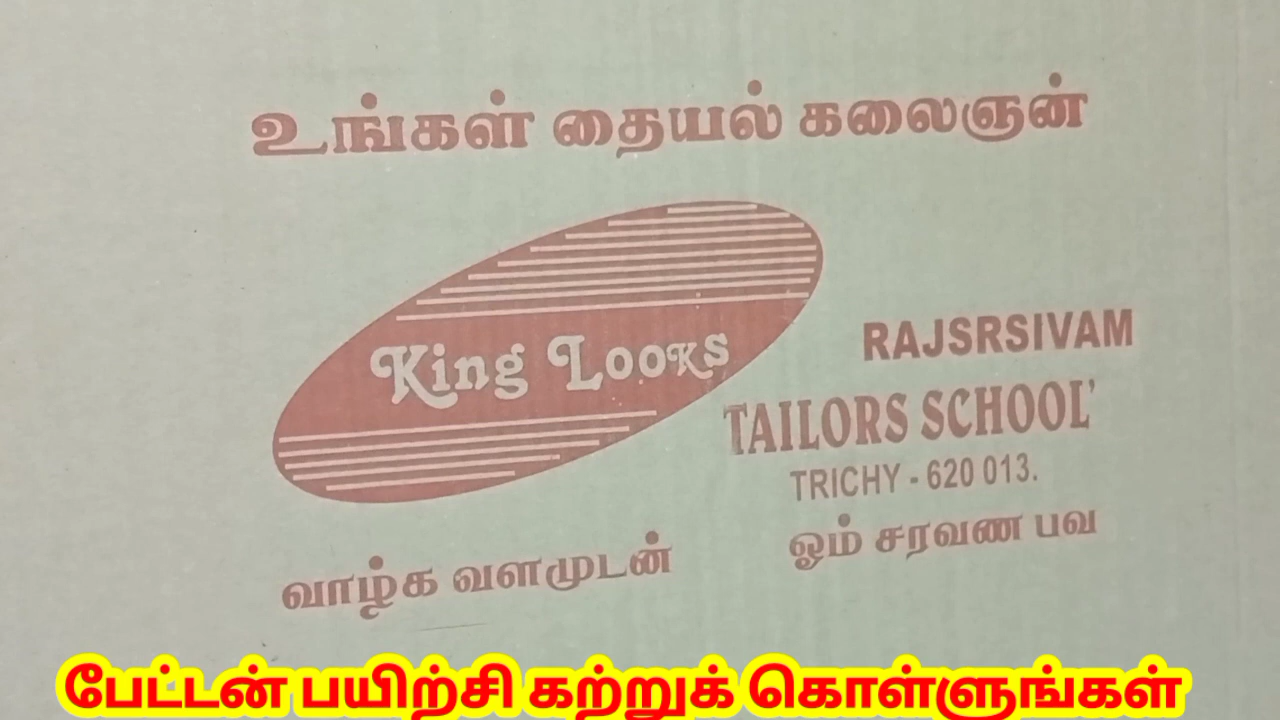 உங்கள் தையல் கலைஞன்
King Looks
RAJSRSIVAM
TAILORS SCHOOL'
TRICHY - 620 013.
வாழ்க வளமுடன்
ஓம் சரவண பவ
பேட்டன் பயிற்சி கற்றுக் கொள்ளுங்கள்